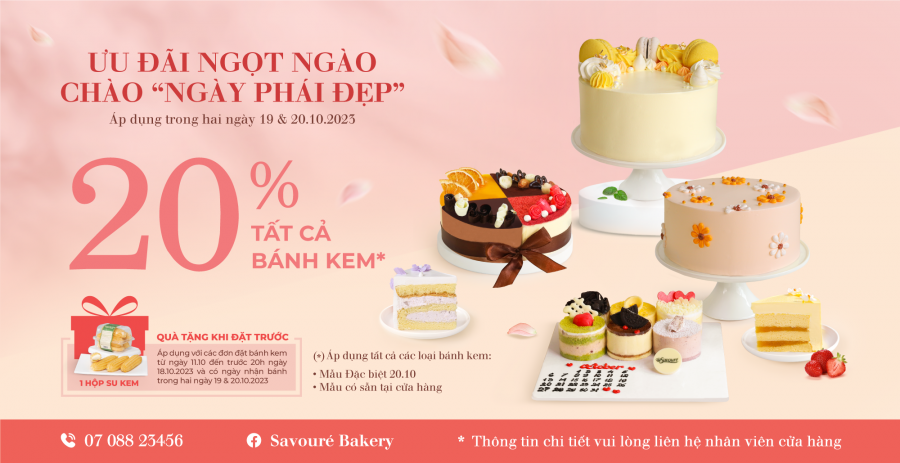 ƯU ĐÃI NGỌT NGÀO
CHÀO “NGÀY PHÁI ĐẸP”
Áp dụng trong hai ngày 19 & 20.10.2023
20%
TẤT CẢ
BÁNH KEM*
QUÀ TẶNG KHI ĐẶT TRƯỚC
Áp dụng với các đơn đặt bánh kem
từ ngày 11.10 đến trước 20h ngày
18.10.2023 và có ngày nhận bánh
trong hai ngày 19 & 20.10.2023
1 HỘP SU KEM
(*) Áp dụng tất cả các loại bánh kem:
• Mẫu Đặc biệt 20.10
• Mẫu có sẵn tại cửa hàng
October
07 088 23456
Savouré Bakery
* Thông tin chi tiết vui lòng liên hệ nhân viên cửa hàng